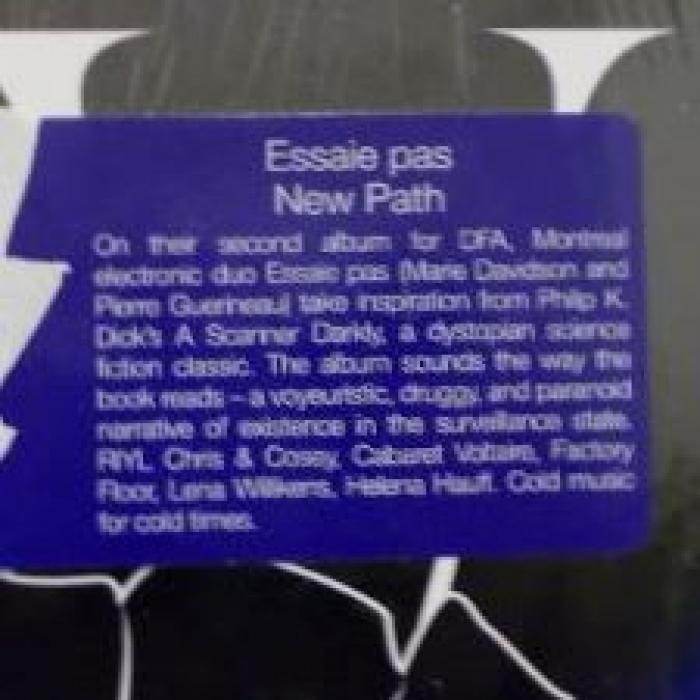 Essaie pas
New Path
On their second album for DFA, Montreal
electronic duo Essaie pas (Marie Davidson and
Pierre Guerineau) take inspiration from Philip K.
Dick's A Scanner Darkly, a dystopian science
fiction classic. The album sounds the way the
book reads – a voyeuristic, druggy, and paranoid
narrative of existence in the surveillance state.
RIYL Chris & Cosey, Cabaret Voltaire, Factory
Floor, Lena Willikens, Helena Hauff. Cold music
for cold times.